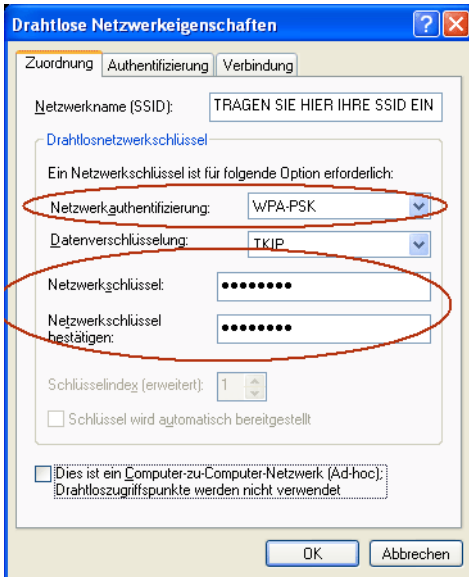 Drahtlose Netzwerkeigenschaften
Zuordnung Authentifizierung Verbindung
Netzwerkname (SSID): TRAGEN SIE HIER IHRE SSID EIN
Drahtlosnetzwerkschlüssel
Ein Netzwerkschlüssel ist für folgende Option erforderlich:
Netzwerkauthentifizierung: WPA-PSK
Datenverschlüsselung: TKIP
Netzwerkschlüssel: ••••••••
Netzwerkschlüssel
bestätigen: ••••••••
Schlüsselindex (erweitert): 1
Schlüssel wird automatisch bereitgestellt
Dies ist ein Computer-zu-Computer-Netzwerk (Ad-hoc);
Drahtloszugriffspunkte werden nicht verwendet
OK Abbrechen